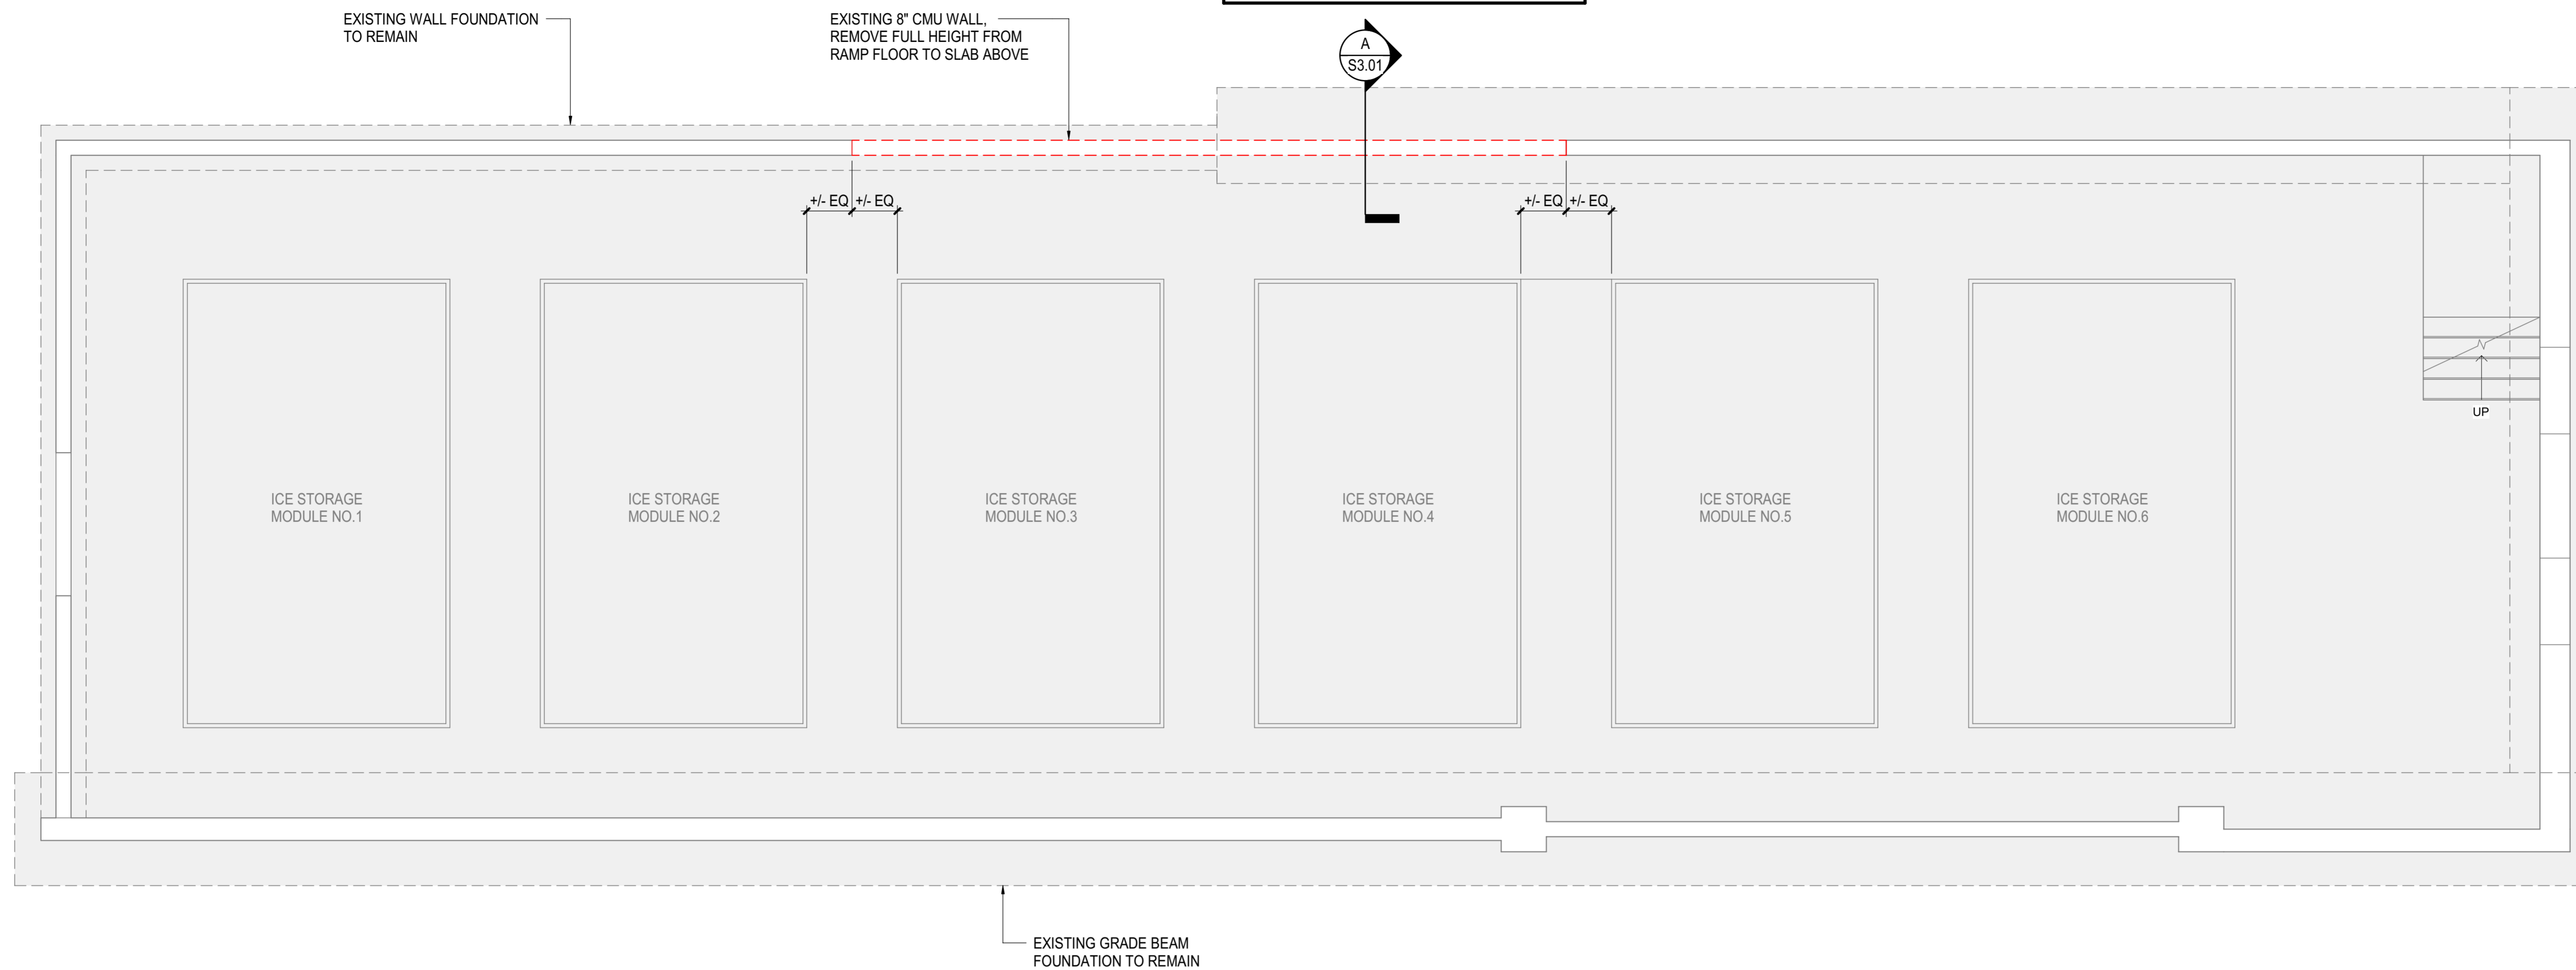 EXISTING WALL FOUNDATION
TO REMAIN
EXISTING 8" CMU WALL,
REMOVE FULL HEIGHT FROM
RAMP FLOOR TO SLAB ABOVE
A
S3.01
+/- EQ
+/- EQ
+/- EQ
+/- EQ
UP
ICE STORAGE
MODULE NO.1
ICE STORAGE
MODULE NO.2
ICE STORAGE
MODULE NO.3
ICE STORAGE
MODULE NO.4
ICE STORAGE
MODULE NO.5
ICE STORAGE
MODULE NO.6
EXISTING GRADE BEAM
FOUNDATION TO REMAIN